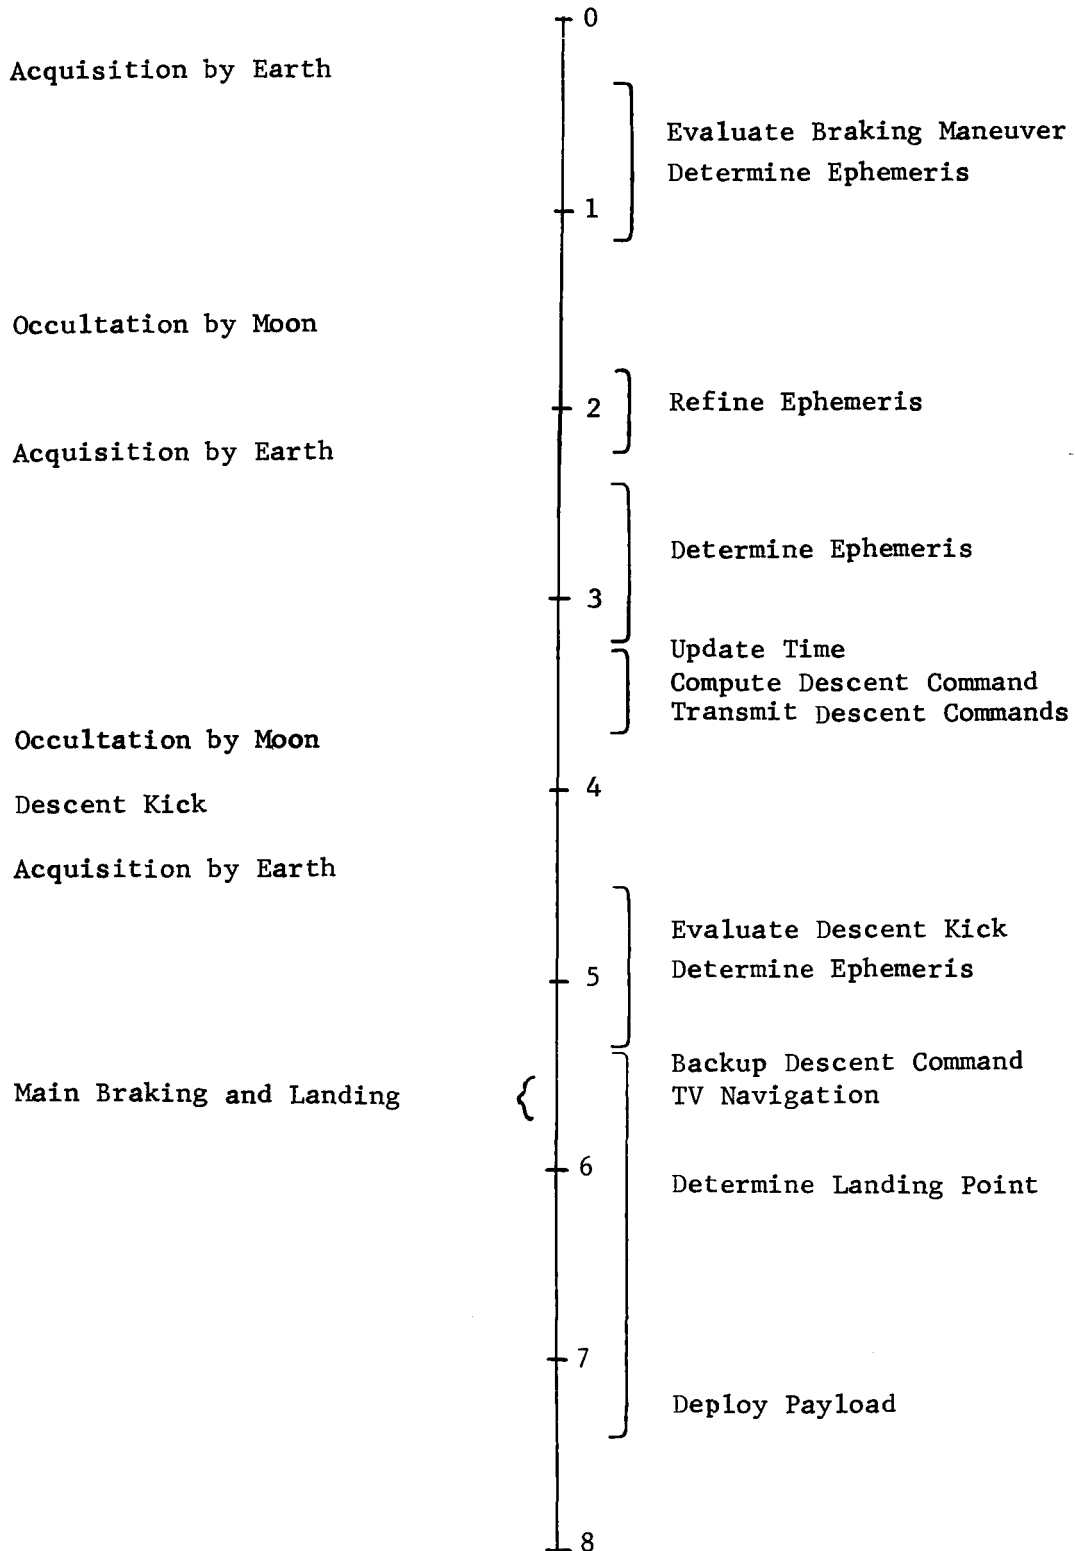 0
Acquisition by Earth
Evaluate Braking Maneuver
Determine Ephemeris
1
Occultation by Moon
2
Refine Ephemeris
Acquisition by Earth
Determine Ephemeris
3
Update Time
Compute Descent Command
Transmit Descent Commands
Occultation by Moon
4
Descent Kick
Acquisition by Earth
Evaluate Descent Kick
Determine Ephemeris
5
Backup Descent Command
Main Braking and Landing
TV Navigation
6
Determine Landing Point
7
Deploy Payload
8